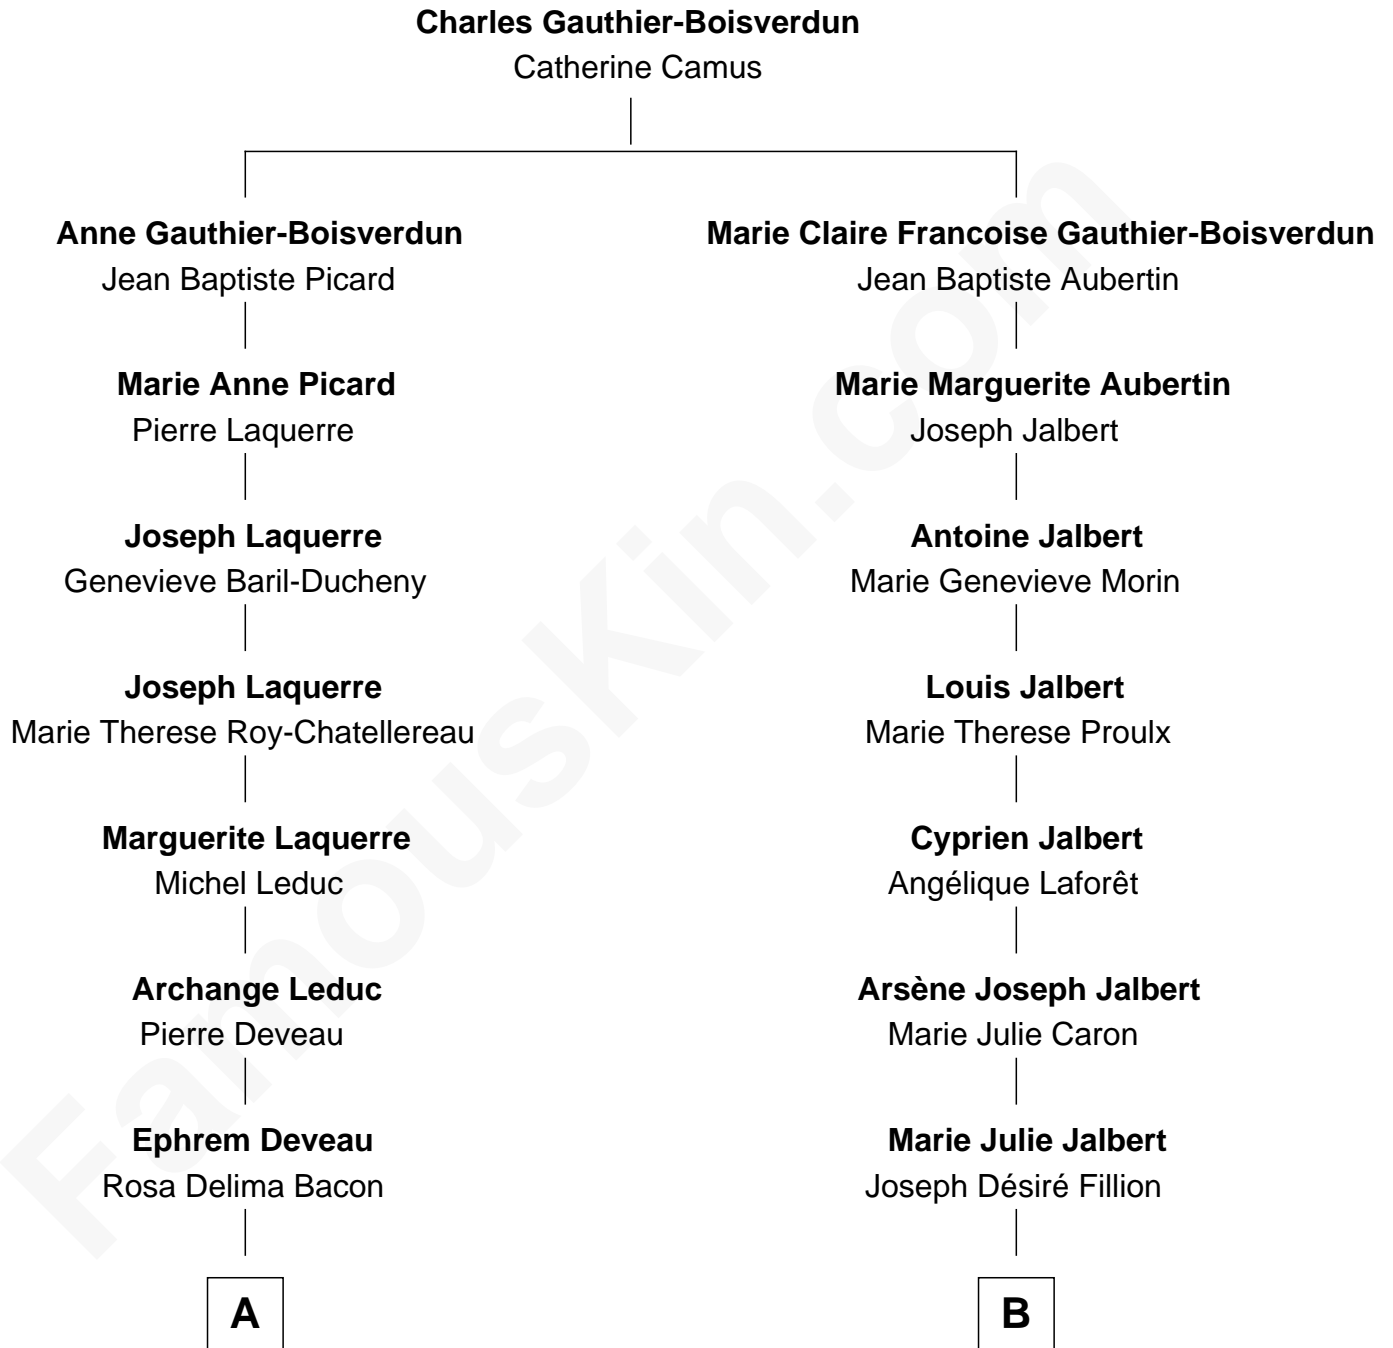 Charles Gauthier-Boisverdun
Catherine Camus
Anne Gauthier-Boisverdun
Jean Baptiste Picard
Marie Claire Francoise Gauthier-Boisverdun
Jean Baptiste Aubertin
Marie Anne Picard
Pierre Laquerre
Marie Marguerite Aubertin
Joseph Jalbert
Joseph Laquerre
Genevieve Baril-Ducheny
Antoine Jalbert
Marie Genevieve Morin
Joseph Laquerre
Marie Therese Roy-Chatellereau
Louis Jalbert
Marie Therese Proulx
Marguerite Laquerre
Michel Leduc
Cyprien Jalbert
Angélique Laforêt
Archange Leduc
Pierre Deveau
Arsène Joseph Jalbert
Marie Julie Caron
Ephrem Deveau
Rosa Delima Bacon
Marie Julie Jalbert
Joseph Désiré Fillion
A
B
FamousKin.com